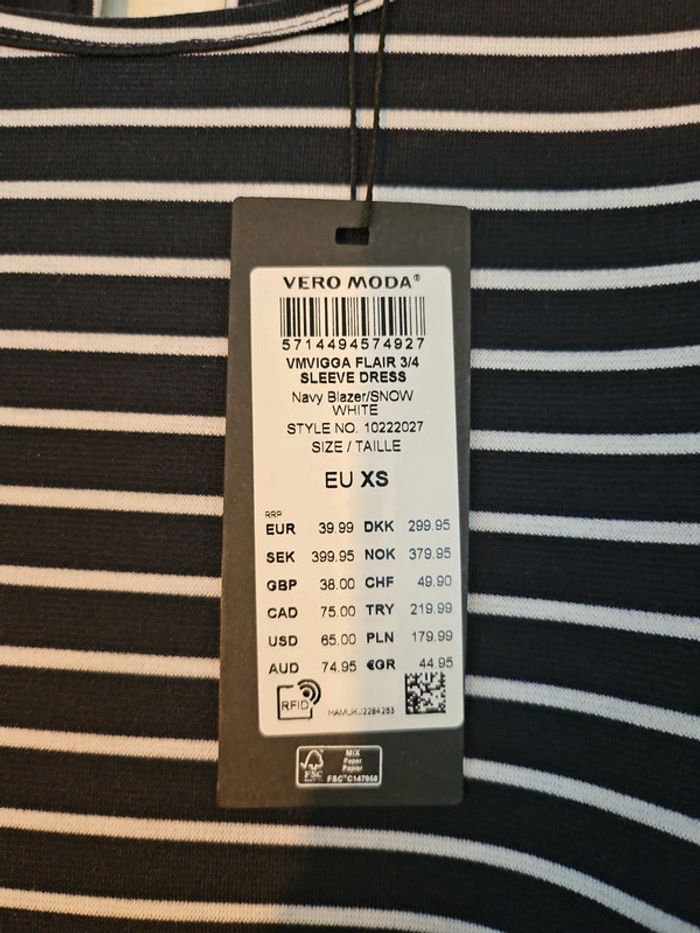 VERO MODA®
5714494574927
VMVIGGA FLAIR 3/4
SLEEVE DRESS
Navy Blazer/SNOW
WHITE
STYLE NO. 10222027
SIZE / TAILLE
EU XS
RRP
EUR 39.99 DKK 299.95
SEK 399.95 NOK 379.95
GBP 38.00 CHF 49.90
CAD 75.00 TRY 219.99
USD 65.00 PLN 179.99
AUD 74.95 €GR 44.95
RFID
MIX
Paper
Papier
FSC
FSC™ C147958